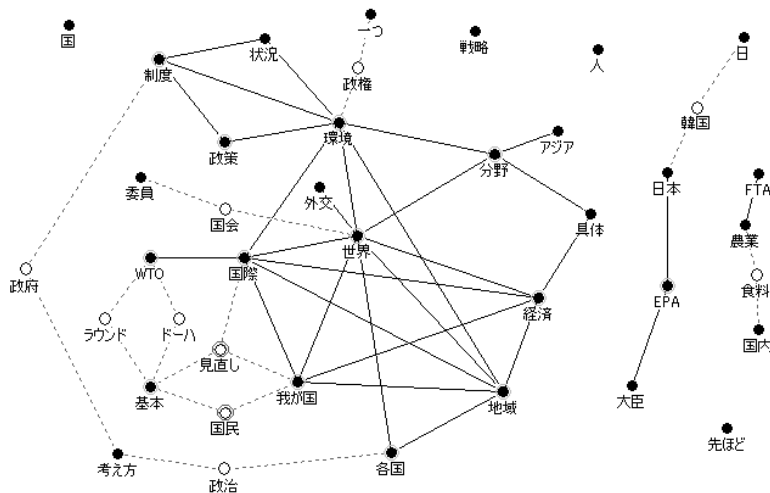 国
制度
状況
一つ
戦略
人
日
政権
韓国
環境
政策
アジア
分野
委員
外交
日本
FTA
国会
具体
世界
農業
政府
WTO
国際
食料
経済
EPA
ラウンド
ドーハ
国内
見直し
基本
我が国
地域
大臣
国民
先ほど
考え方
政治
各国